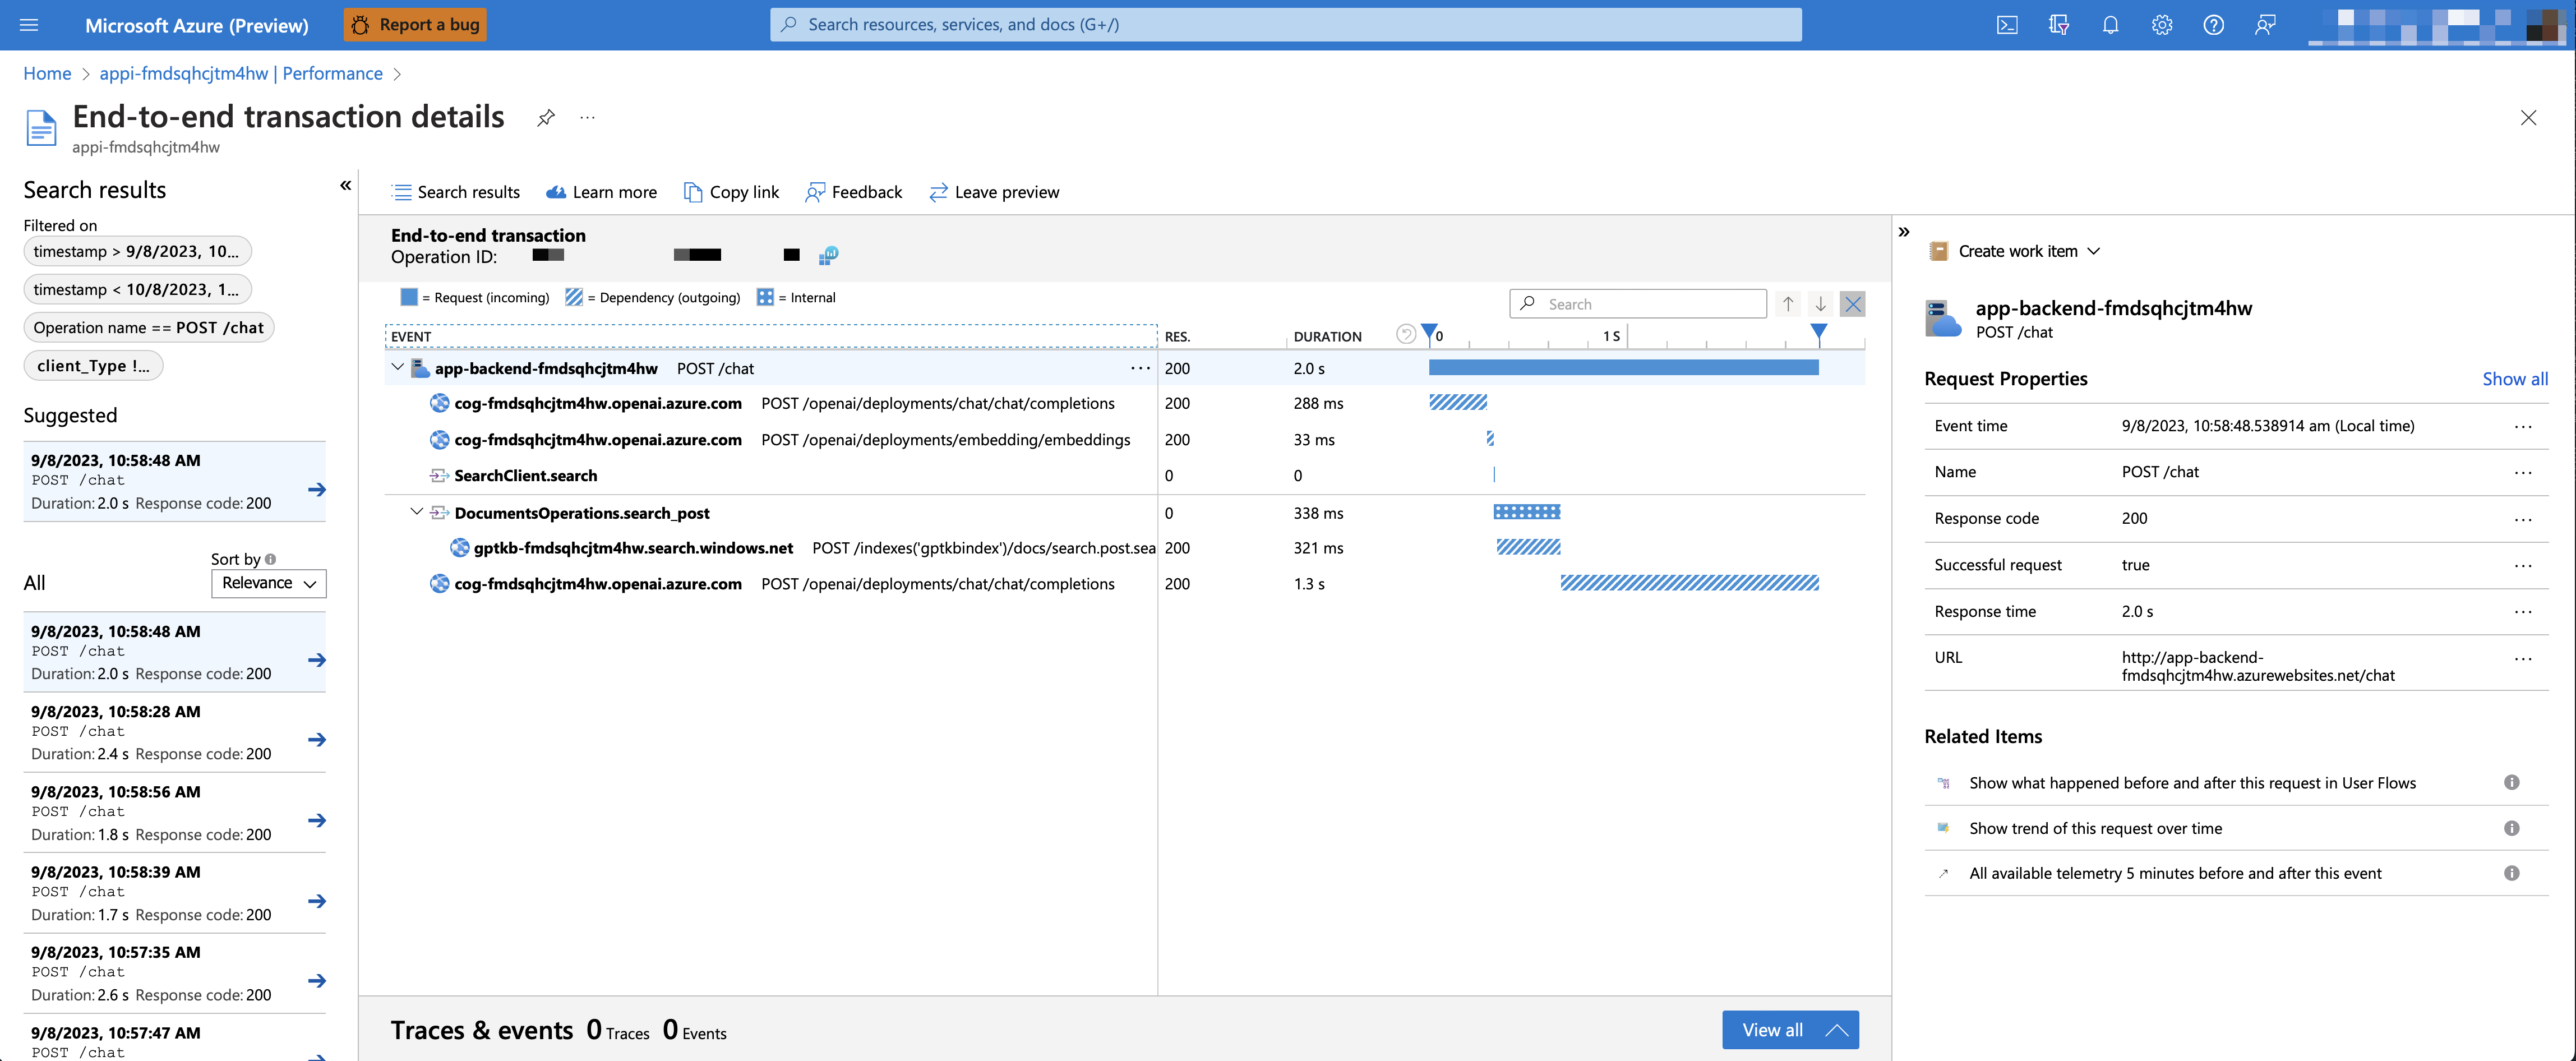 Microsoft Azure (Preview)
Report a bug
Search resources, services, and docs (G+/)
Home > appi-fmdsqhcjtm4hw | Performance >
End-to-end transaction details
...
appi-fmdsqhcjtm4hw
Search results
«
Filtered on
timestamp > 9/8/2023, 10...
timestamp < 10/8/2023, 1...
Operation name == POST /chat
client_Type !...
Suggested
9/8/2023, 10:58:48 AM
POST /chat
Duration: 2.0 s Response code: 200
Sort by
All
Relevance
9/8/2023, 10:58:48 AM
POST /chat
Duration: 2.0 s Response code: 200
9/8/2023, 10:58:28 AM
POST /chat
Duration: 2.4 s Response code: 200
9/8/2023, 10:58:56 AM
POST /chat
Duration: 1.8 s Response code: 200
9/8/2023, 10:58:39 AM
POST /chat
Duration: 1.7 s Response code: 200
9/8/2023, 10:57:35 AM
POST /chat
Duration: 2.6 s Response code: 200
9/8/2023, 10:57:47 AM
POST /chat
Search results Learn more Copy link Feedback Leave preview
End-to-end transaction
Operation ID:
= Request (incoming) = Dependency (outgoing) = Internal
Search
EVENT RES. DURATION 0 1 S
app-backend-fmdsqhcjtm4hw POST /chat ... 200 2.0 s
cog-fmdsqhcjtm4hw.openai.azure.com POST /openai/deployments/chat/chat/completions 200 288 ms
cog-fmdsqhcjtm4hw.openai.azure.com POST /openai/deployments/embedding/embeddings 200 33 ms
SearchClient.search 0 0
DocumentsOperations.search_post 0 338 ms
gptkb-fmdsqhcjtm4hw.search.windows.net POST /indexes('gptkbindex')/docs/search.post.sea 200 321 ms
cog-fmdsqhcjtm4hw.openai.azure.com POST /openai/deployments/chat/chat/completions 200 1.3 s
Traces & events 0 Traces 0 Events
View all
»
Create work item
app-backend-fmdsqhcjtm4hw
POST /chat
Request Properties Show all
Event time 9/8/2023, 10:58:48.538914 am (Local time) ...
Name POST /chat ...
Response code 200 ...
Successful request true ...
Response time 2.0 s ...
URL http://app-backend- ...
fmdsqhcjtm4hw.azurewebsites.net/chat
Related Items
Show what happened before and after this request in User Flows
Show trend of this request over time
All available telemetry 5 minutes before and after this event